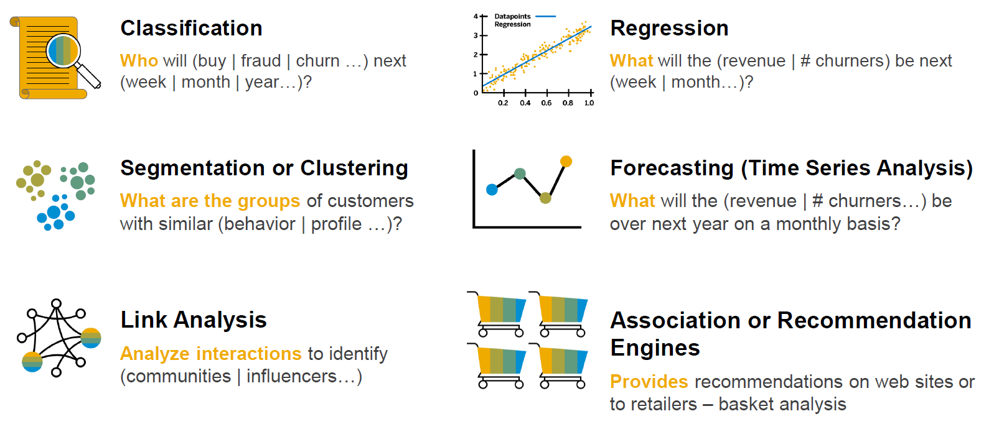 Classification
Who will (buy | fraud | churn …) next
(week | month | year…)?
4
3
2
1
0
Datapoints
Regression
0.2 0.4 0.6 0.8 1.0
Regression
What will the (revenue | # churners) be next
(week | month…)?
Segmentation or Clustering
What are the groups of customers
with similar (behavior | profile …)?
Forecasting (Time Series Analysis)
What will the (revenue | # churners…) be
over next year on a monthly basis?
Link Analysis
Analyze interactions to identify
(communities | influencers…)
Association or Recommendation
Engines
Provides recommendations on web sites or
to retailers – basket analysis